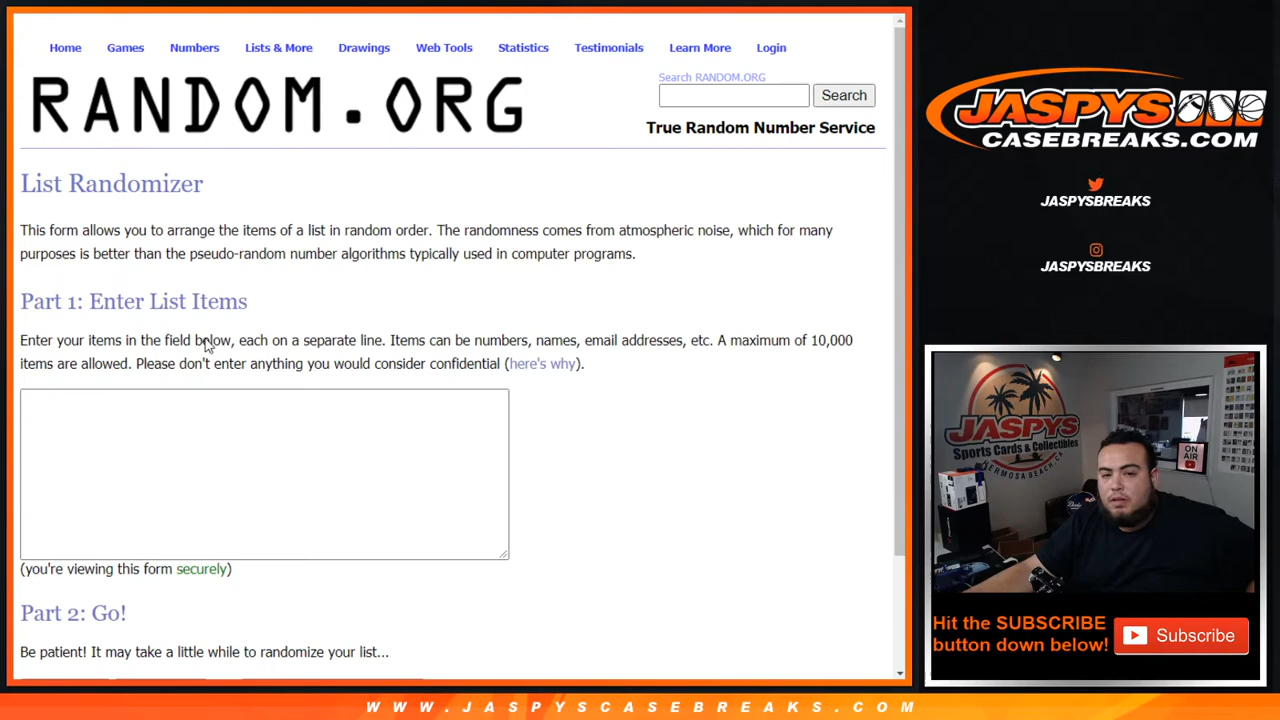 Home Games Numbers Lists & More Drawings Web Tools Statistics Testimonials Learn More Login
RANDOM.ORG
Search RANDOM.ORG
Search
True Random Number Service
List Randomizer
This form allows you to arrange the items of a list in random order. The randomness comes from atmospheric noise, which for many
purposes is better than the pseudo-random number algorithms typically used in computer programs.
Part 1: Enter List Items
Enter your items in the field below, each on a separate line. Items can be numbers, names, email addresses, etc. A maximum of 10,000
items are allowed. Please don't enter anything you would consider confidential (here's why).
(you're viewing this form securely)
Part 2: Go!
Be patient! It may take a little while to randomize your list...
JASPYS
CASEBREAKS.COM
JASPYSBREAKS
JASPYSBREAKS
JASPYS
Sports Cards & Collectibles
HERMOSA BEACH, CA
ON
AIR
Hit the SUBSCRIBE
button down below!
Subscribe
WWW.JASPYSCASEBREAKS.COM